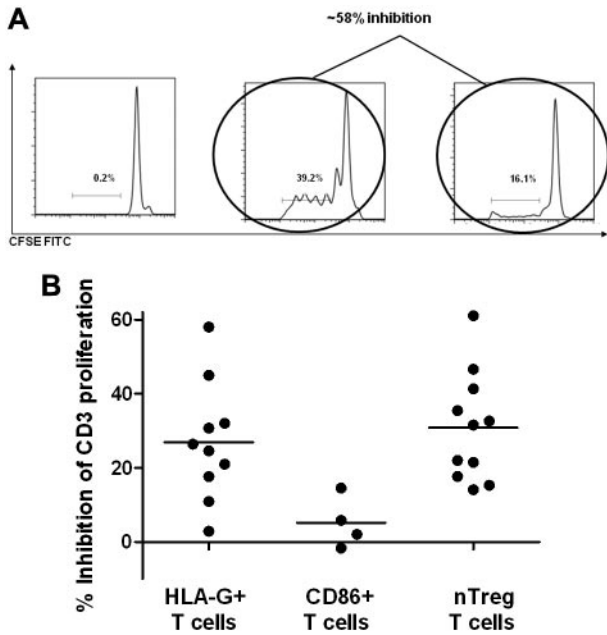 A
~58% inhibition
0.2%
39.2%
16.1%
CFSE FITC
B
% Inhibition of CD3 proliferation
60
40
20
0
HLA-G+
T cells
CD86+
T cells
nTreg
T cells